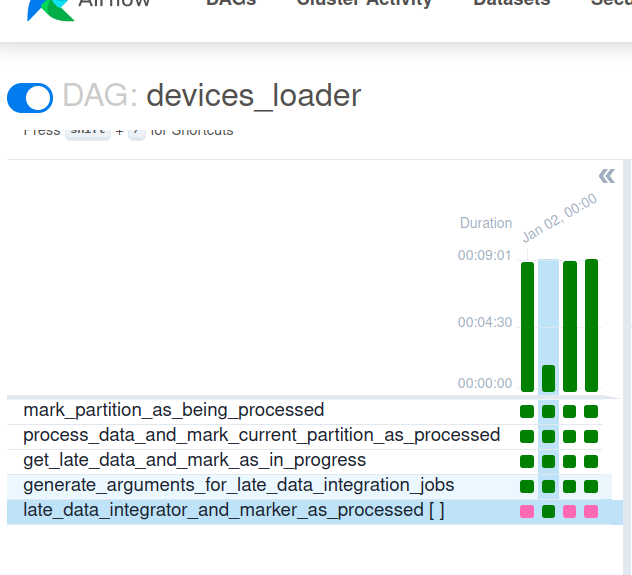 Airflow DAGs Cluster Activity Datasets
DAG: devices_loader
Press shift + / for Shortcuts
«
Jan 02, 00:00
Duration
00:09:01
00:04:30
00:00:00
mark_partition_as_being_processed
process_data_and_mark_current_partition_as_processed
get_late_data_and_mark_as_in_progress
generate_arguments_for_late_data_integration_jobs
late_data_integrator_and_marker_as_processed [ ]